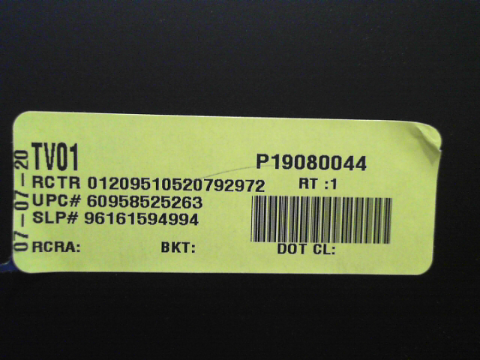 07-07-20
TV01 P19080044
RCTR 01209510520792972 RT :1
UPC# 60958525263
SLP# 96161594994
RCRA: BKT: DOT CL: